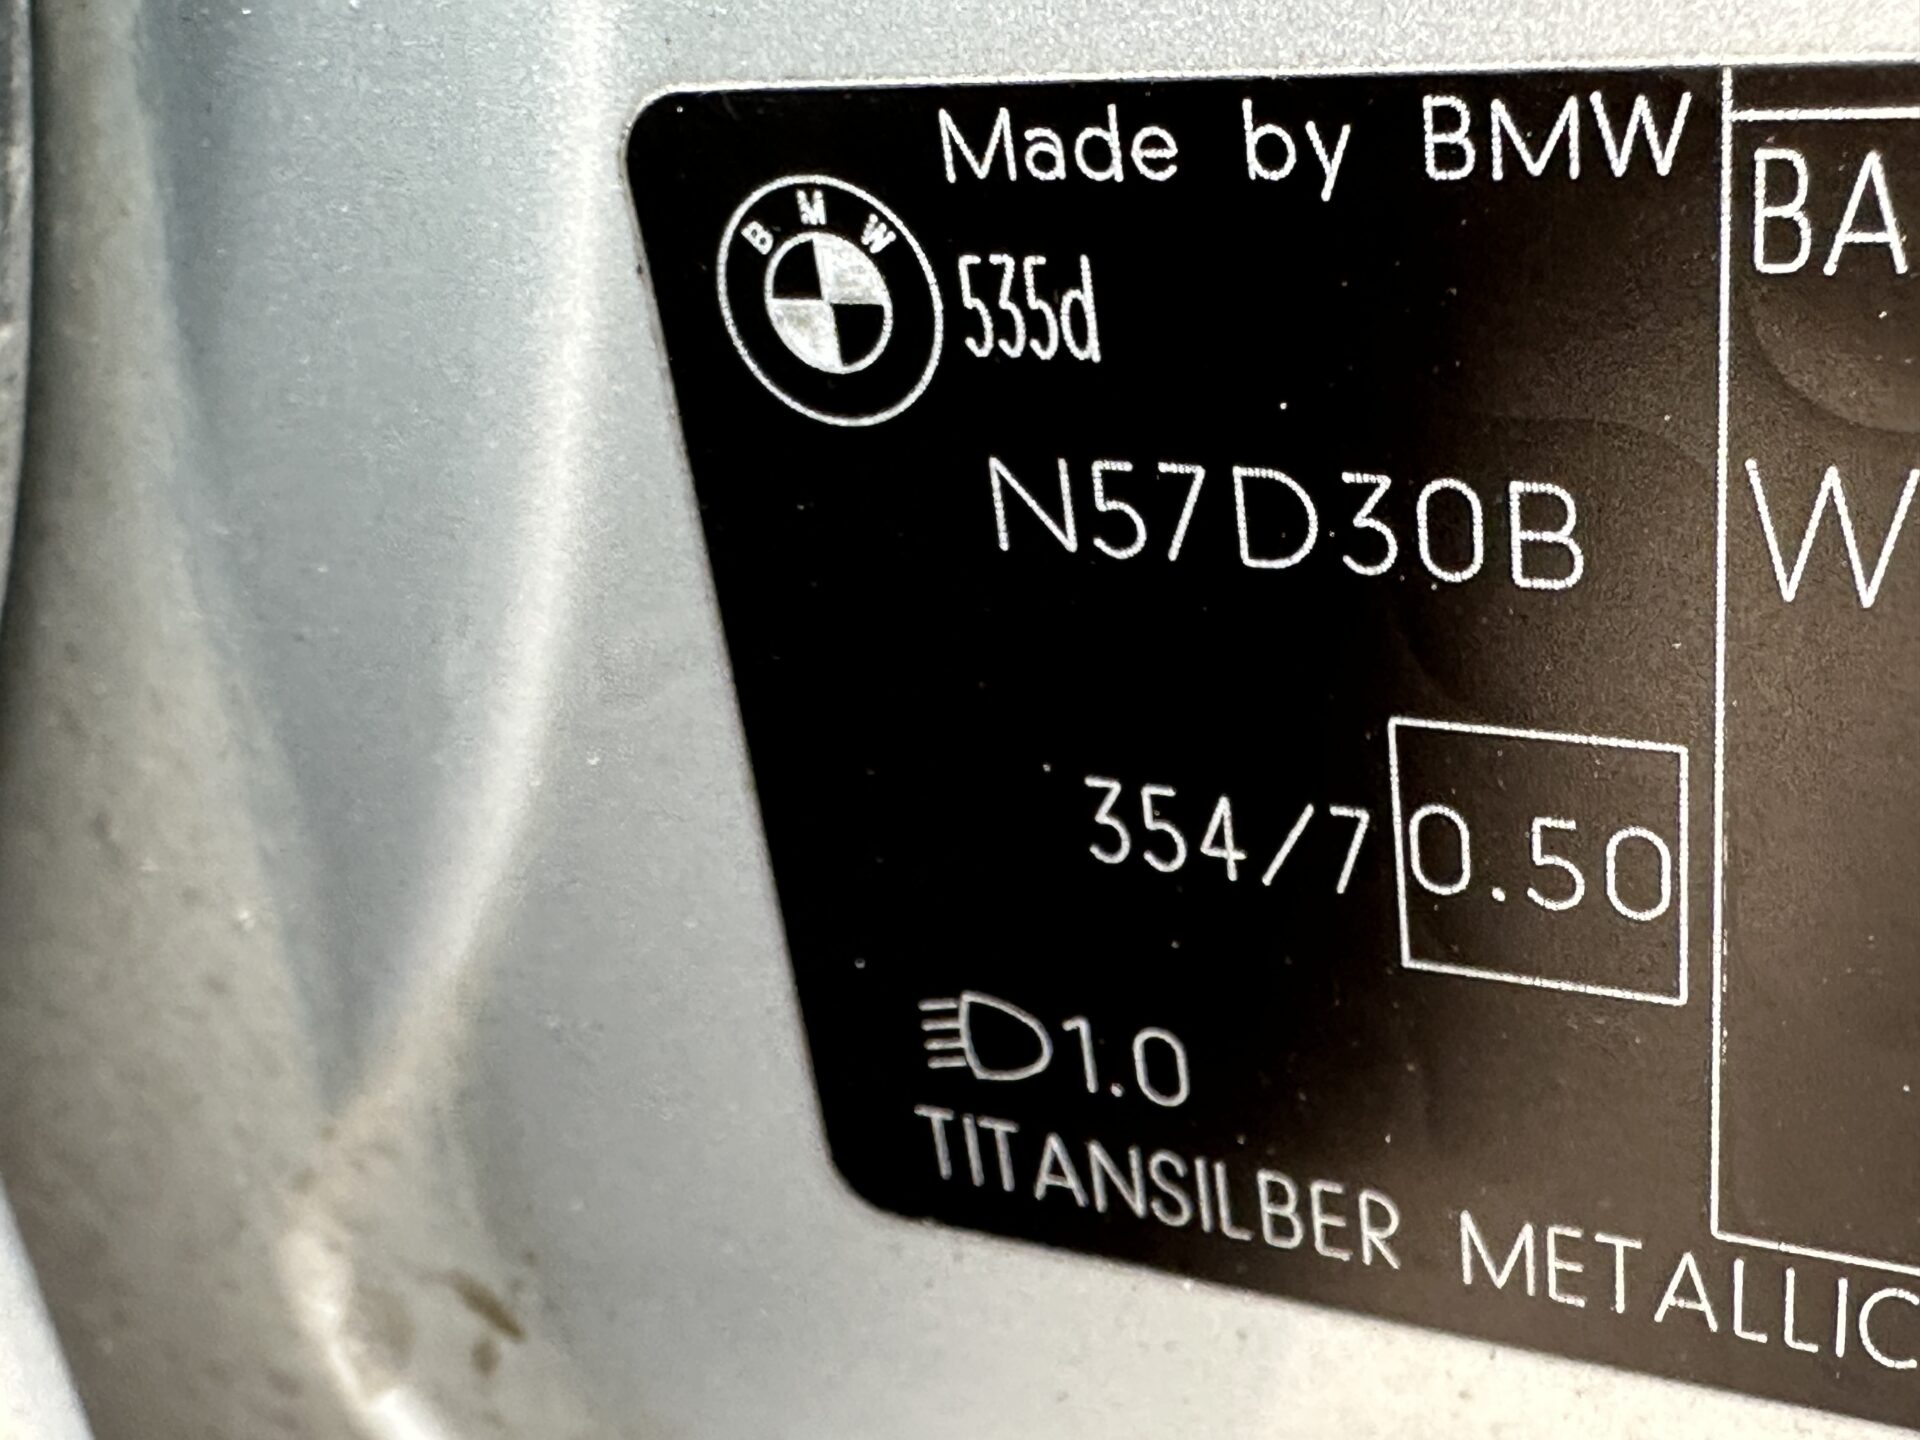 Made by BMW
BMW
535d
N57D30B
354/7 0.50
1.0
TITANSILBER METALLIC
BA
W